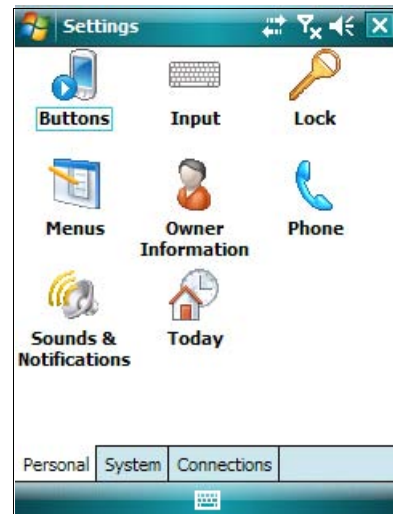 Settings
Buttons
Input
Lock
Menus
Owner
Information
Phone
Sounds &
Notifications
Today
Personal
System
Connections